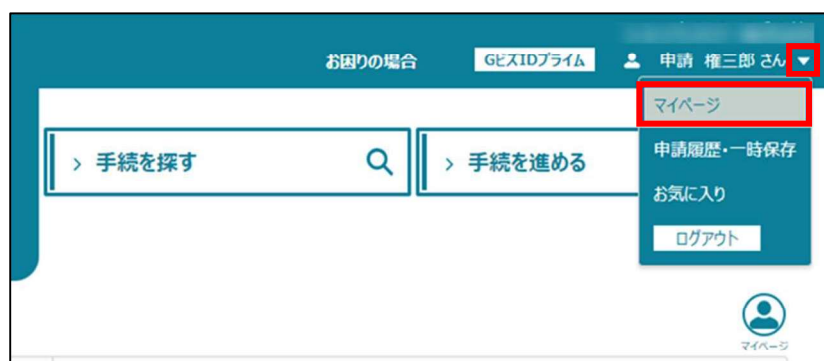 お困りの場合 GビズIDプライム 申請 権三郎 さん
マイページ
手続を探す 手続を進める
申請履歴・一時保存
お気に入り
ログアウト
マイページ